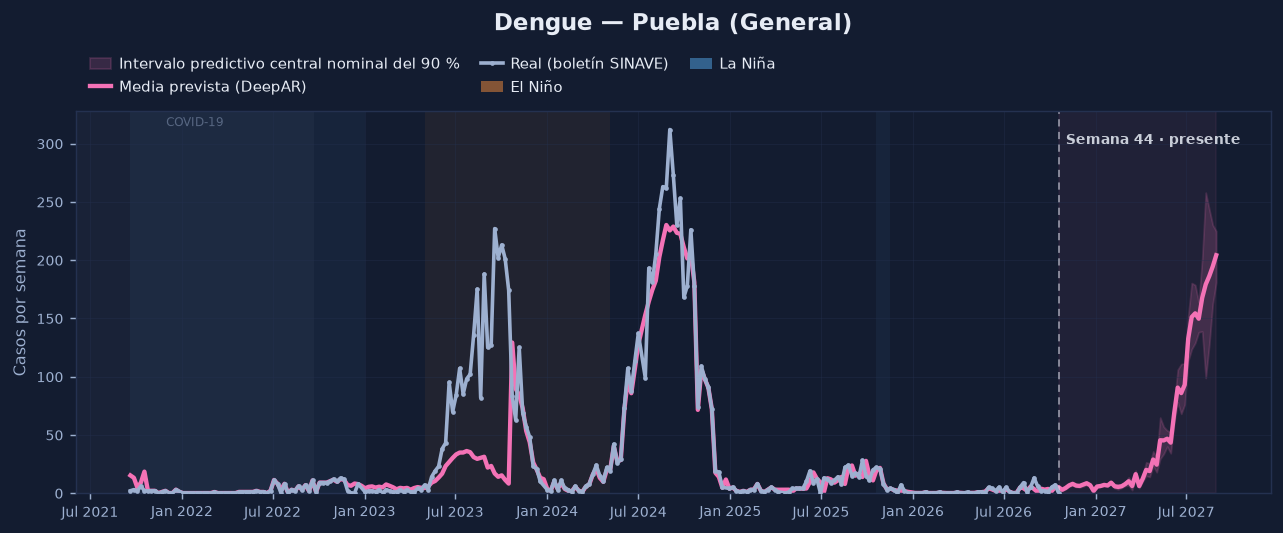 Dengue — Puebla (General)
Intervalo predictivo central nominal del 90 %
Real (boletín SINAVE)
La Niña
Media prevista (DeepAR)
El Niño
COVID-19
Semana 44 · presente
Casos por semana
300
250
200
150
100
50
0
Jul 2021
Jan 2022
Jul 2022
Jan 2023
Jul 2023
Jan 2024
Jul 2024
Jan 2025
Jul 2025
Jan 2026
Jul 2026
Jan 2027
Jul 2027